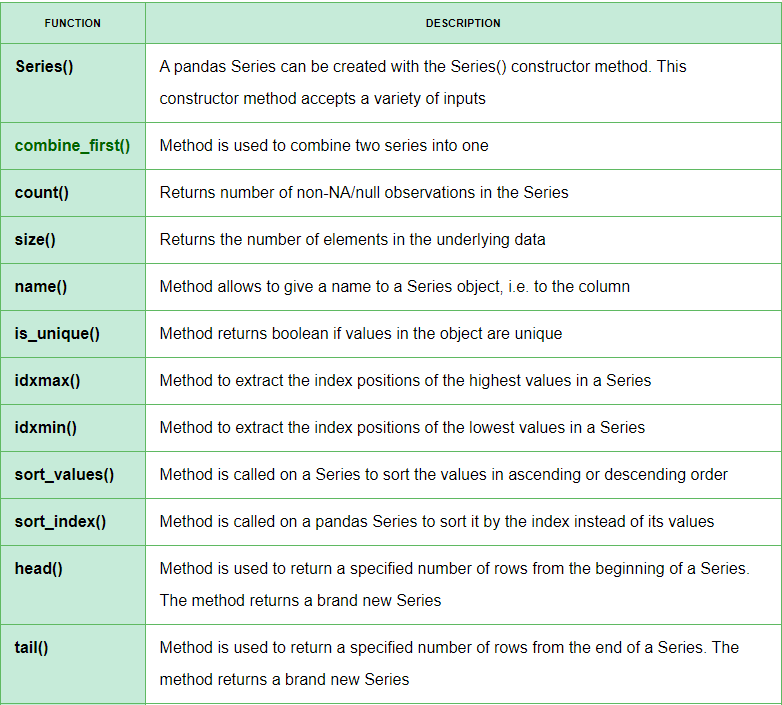 FUNCTION DESCRIPTION
Series() A pandas Series can be created with the Series() constructor method. This
constructor method accepts a variety of inputs
combine_first() Method is used to combine two series into one
count() Returns number of non-NA/null observations in the Series
size() Returns the number of elements in the underlying data
name() Method allows to give a name to a Series object, i.e. to the column
is_unique() Method returns boolean if values in the object are unique
idxmax() Method to extract the index positions of the highest values in a Series
idxmin() Method to extract the index positions of the lowest values in a Series
sort_values() Method is called on a Series to sort the values in ascending or descending order
sort_index() Method is called on a pandas Series to sort it by the index instead of its values
head() Method is used to return a specified number of rows from the beginning of a Series.
The method returns a brand new Series
tail() Method is used to return a specified number of rows from the end of a Series. The
method returns a brand new Series